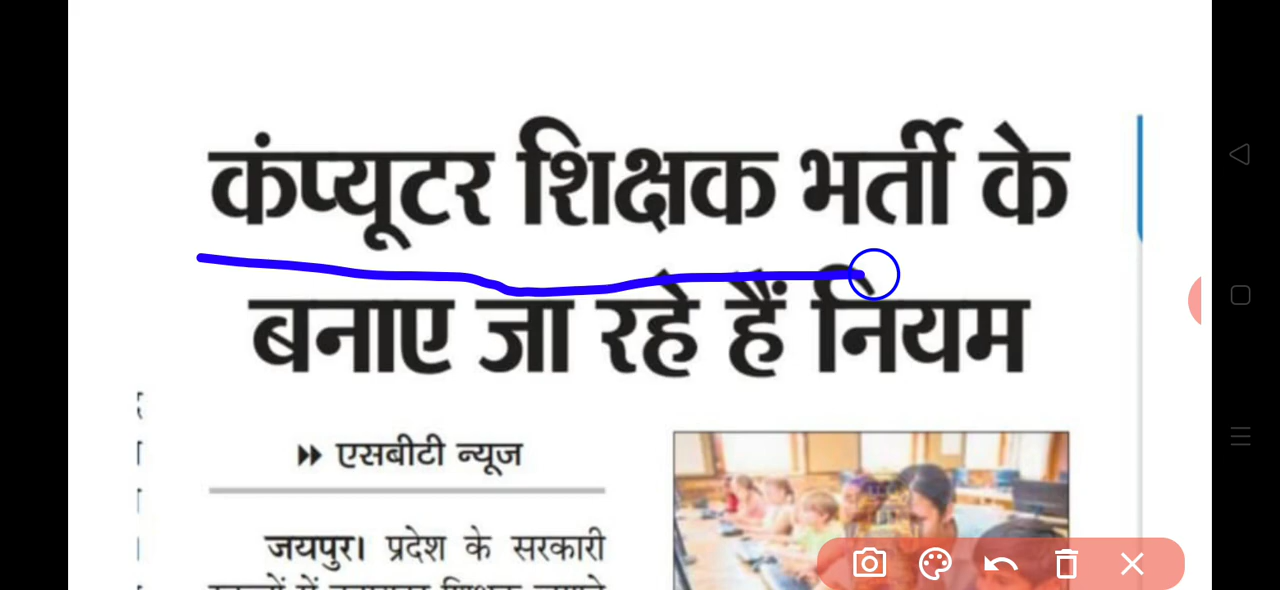 कंप्यूटर शिक्षक भर्ती के
बनाए जा रहे हैं नियम
एसबीटी न्यूज
जयपुर। प्रदेश के सरकारी